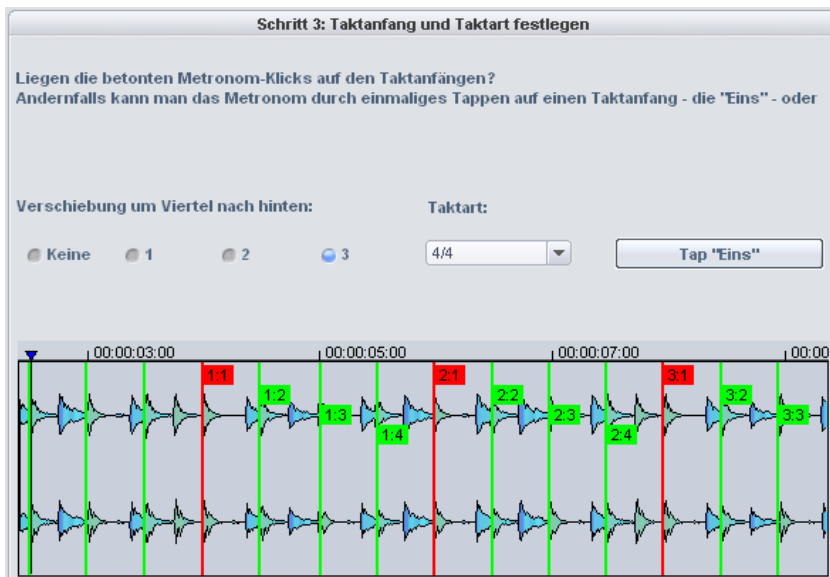 Schritt 3: Taktanfang und Taktart festlegen
Liegen die betonten Metronom-Klicks auf den Taktanfängen?
Andernfalls kann man das Metronom durch einmaliges Tappen auf einen Taktanfang - die "Eins" - oder
Verschiebung um Viertel nach hinten:
Taktart:
Keine 1 2 3
4/4
Tap "Eins"
00:00:03:00 00:00:05:00 00:00:07:00 00:00
1:1 2:1 3:1
1:2 2:2 3:2
1:3 2:3 3:3
1:4 2:4